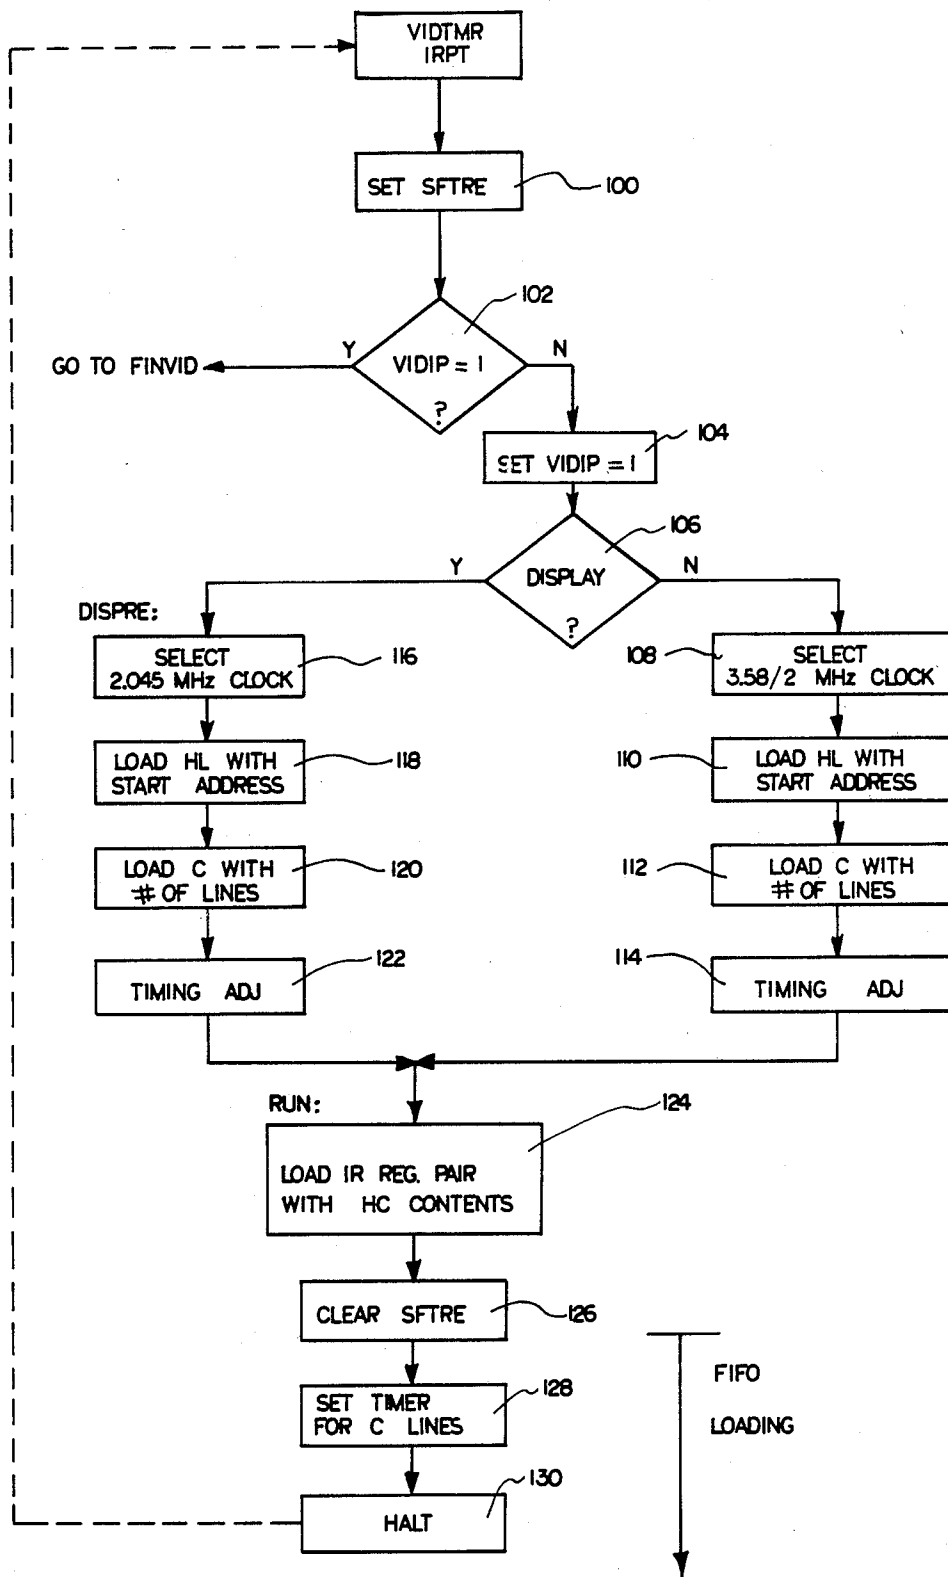 VIDTMR
IRPT
SET SFTRE
100
102
Y
N
GO TO FINVID
VIDIP = 1
?
104
SET VIDIP = 1
106
Y
N
DISPLAY
?
DISPRE:
SELECT
2.045 MHz CLOCK
116
108
SELECT
3.58/2 MHz CLOCK
LOAD HL WITH
START ADDRESS
118
110
LOAD HL WITH
START ADDRESS
LOAD C WITH
# OF LINES
120
112
LOAD C WITH
# OF LINES
122
TIMING ADJ
114
TIMING ADJ
RUN:
124
LOAD IR REG. PAIR
WITH HC CONTENTS
CLEAR SFTRE
126
SET TIMER
FOR C LINES
128
FIFO
LOADING
130
HALT